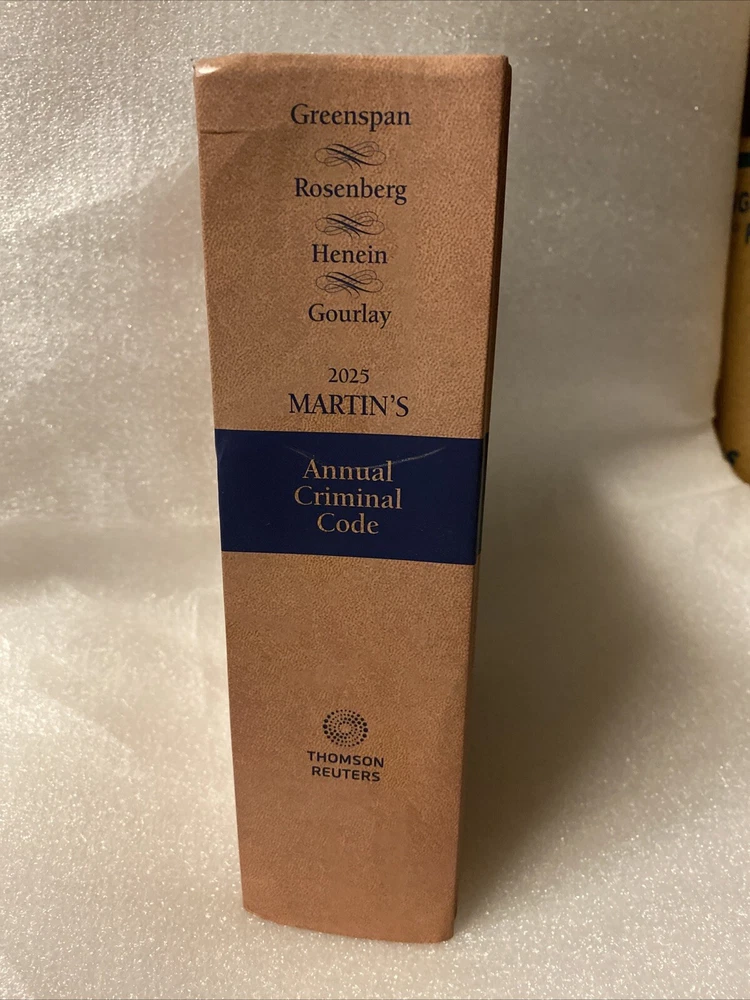 Greenspan
Rosenberg
Henein
Gourlay
2025
MARTIN'S
Annual
Criminal
Code
THOMSON
REUTERS